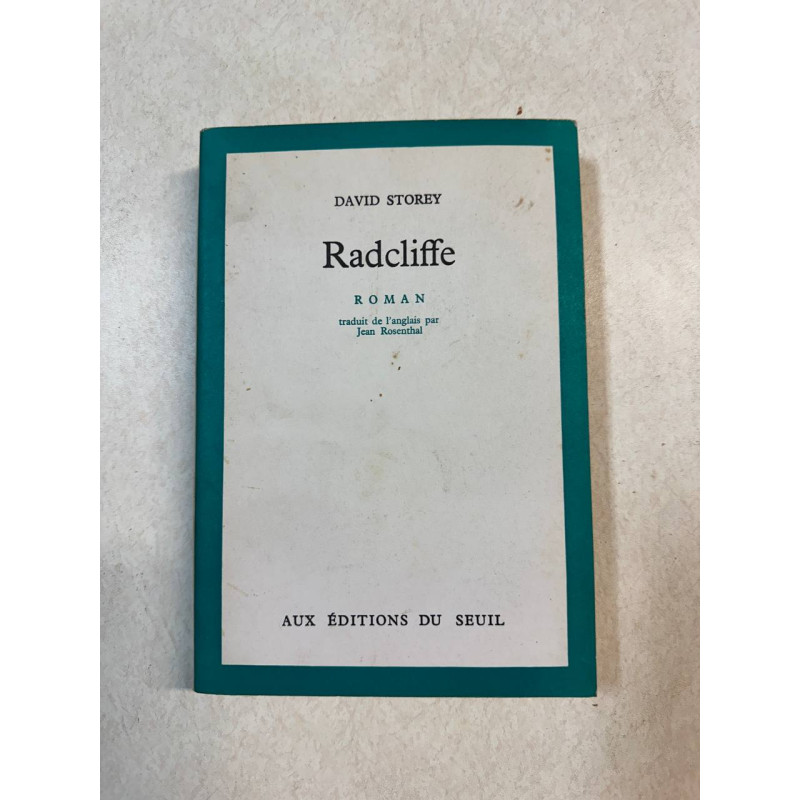 DAVID STOREY
Radcliffe
ROMAN
traduit de l'anglais par
Jean Rosenthal
AUX ÉDITIONS DU SEUIL